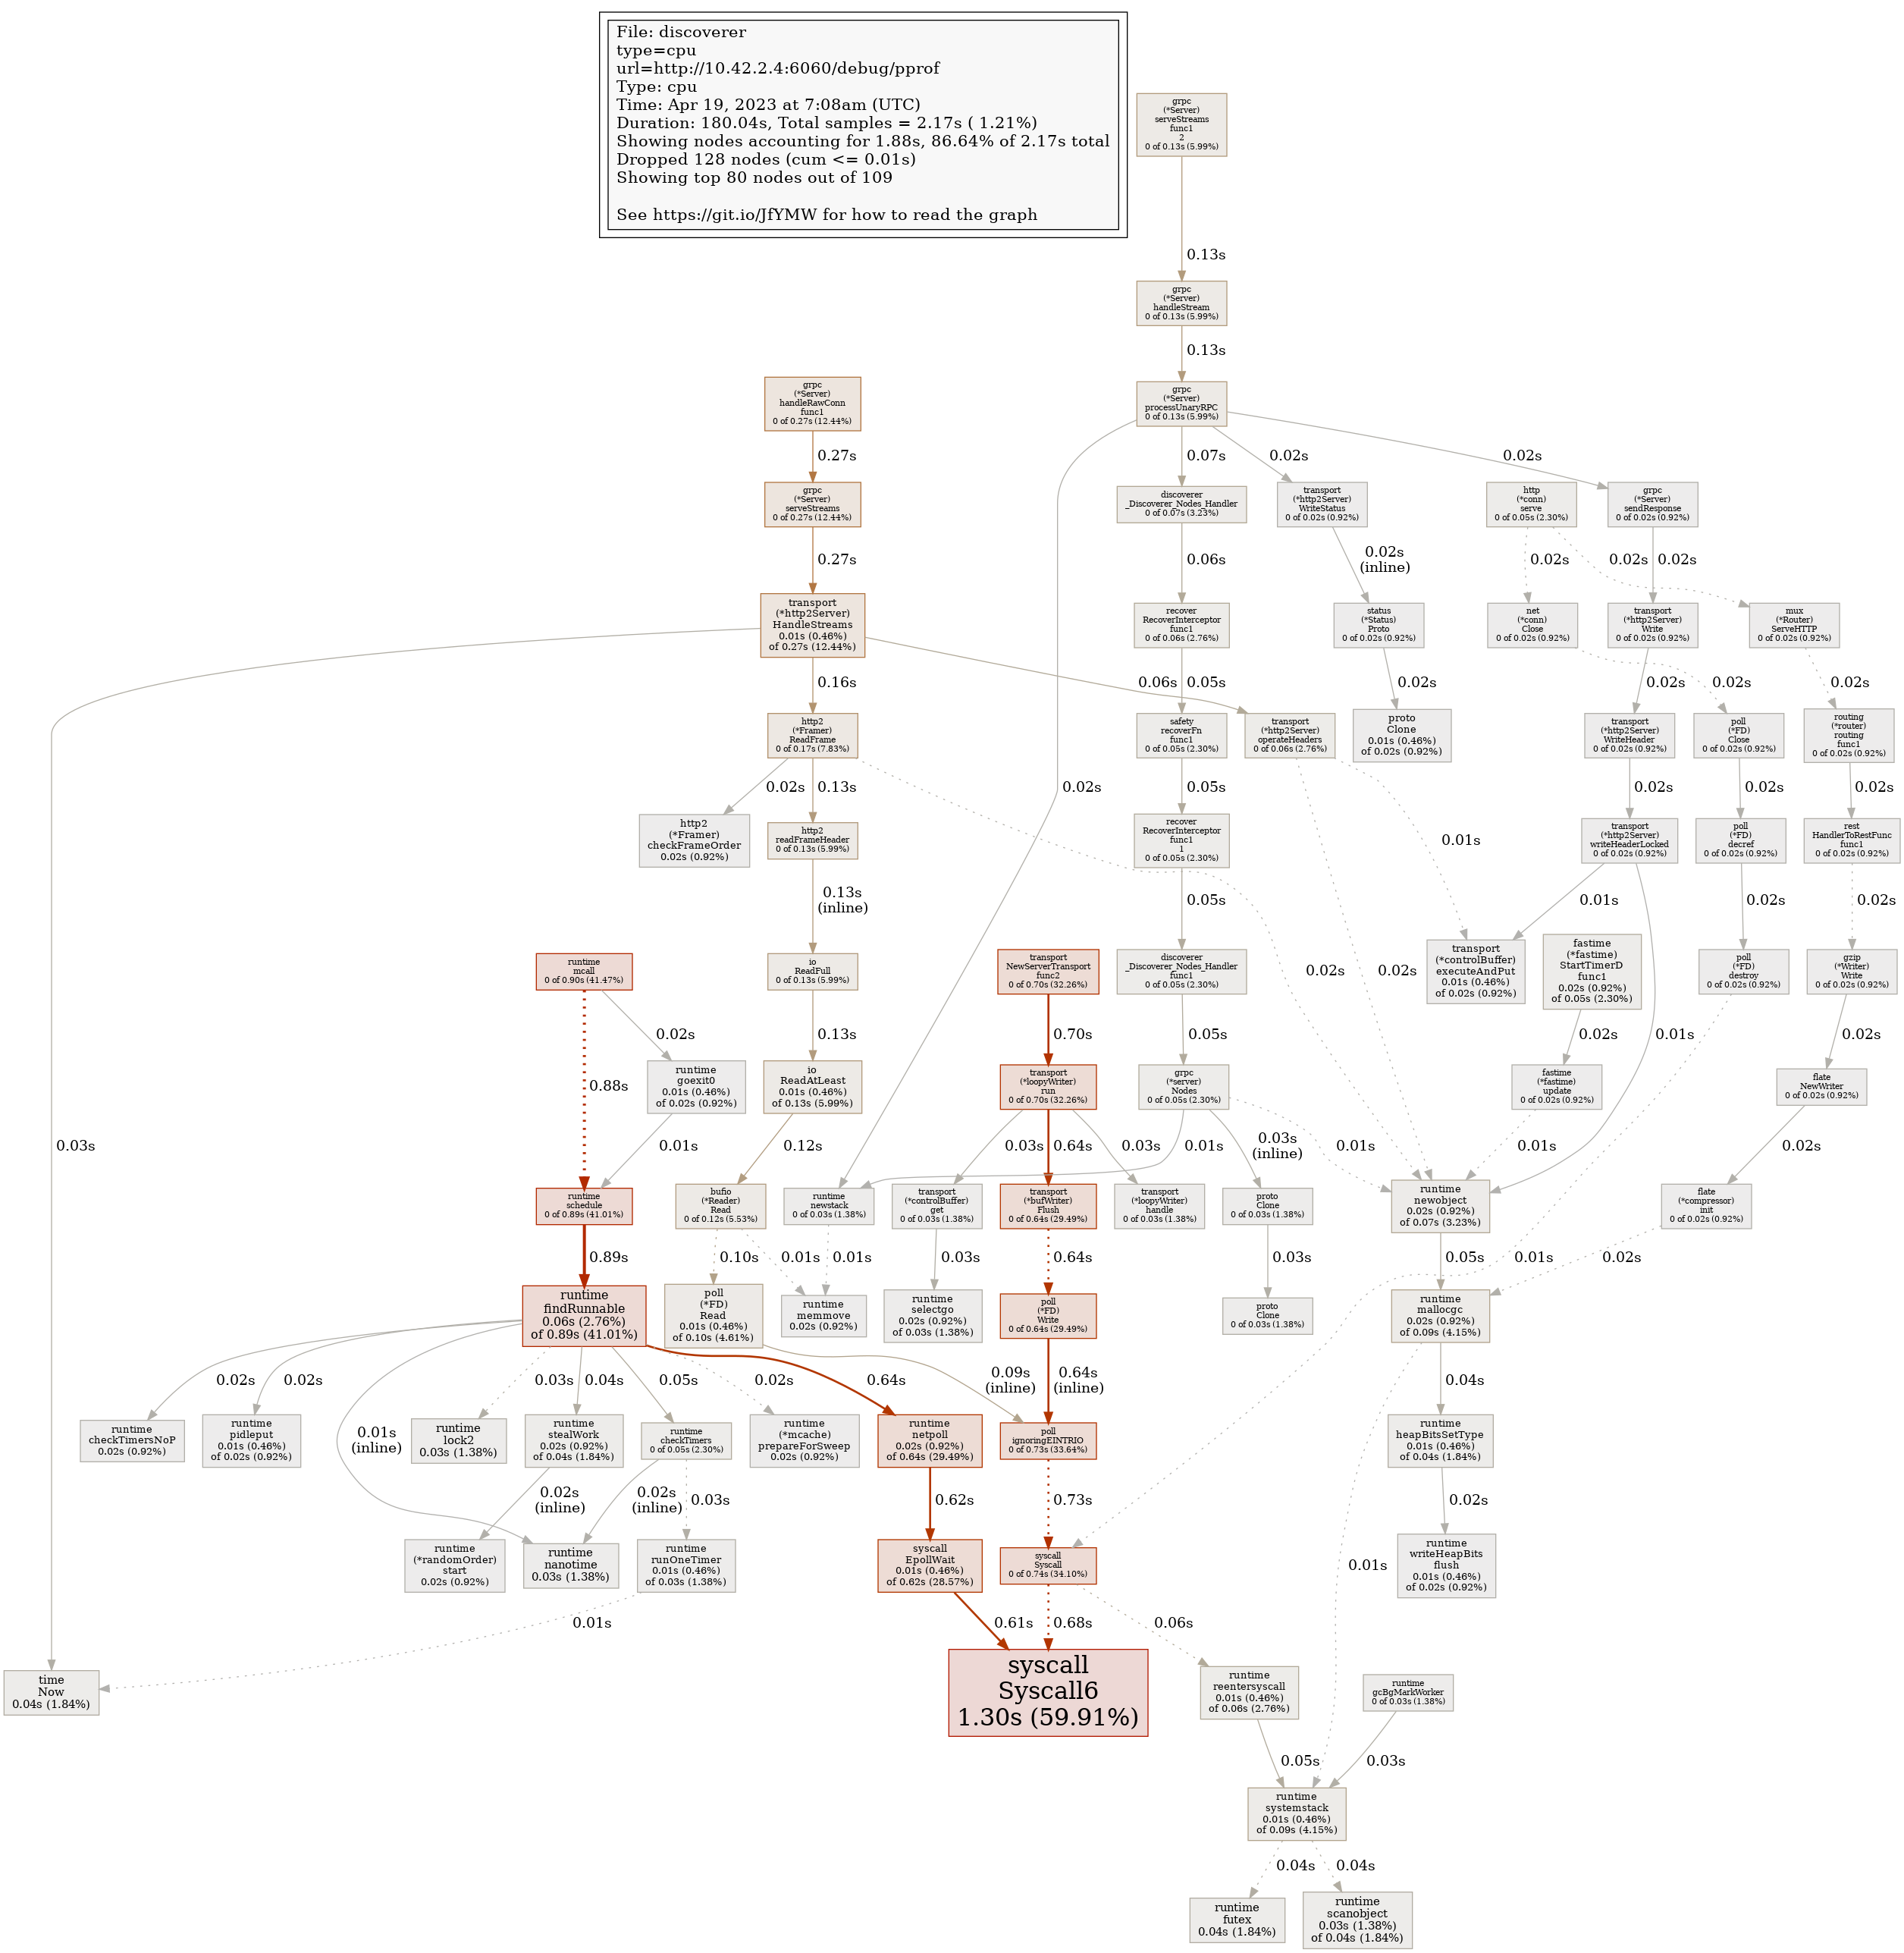 File: discoverer
type=cpu
url=http://10.42.2.4:6060/debug/pprof
Type: cpu
Time: Apr 19, 2023 at 7:08am (UTC)
Duration: 180.04s, Total samples = 2.17s ( 1.21%)
Showing nodes accounting for 1.88s, 86.64% of 2.17s total
Dropped 128 nodes (cum <= 0.01s)
Showing top 80 nodes out of 109
See https://git.io/JfYMW for how to read the graph
grpc
(*Server)
serveStreams
func1
2
0 of 0.13s (5.99%)
0.13s
grpc
(*Server)
handleStream
0 of 0.13s (5.99%)
0.13s
grpc
(*Server)
handleRawConn
func1
0 of 0.27s (12.44%)
grpc
(*Server)
processUnaryRPC
0 of 0.13s (5.99%)
0.27s
0.07s
0.02s
0.02s
grpc
(*Server)
serveStreams
0 of 0.27s (12.44%)
discoverer
_Discoverer_Nodes_Handler
0 of 0.07s (3.23%)
transport
(*http2Server)
WriteStatus
0 of 0.02s (0.92%)
http
(*conn)
serve
0 of 0.05s (2.30%)
grpc
(*Server)
sendResponse
0 of 0.02s (0.92%)
0.27s
0.06s
0.02s
(inline)
0.02s
0.02s
0.02s
transport
(*http2Server)
HandleStreams
0.01s (0.46%)
of 0.27s (12.44%)
recover
RecoverInterceptor
func1
0 of 0.06s (2.76%)
status
(*Status)
Proto
0 of 0.02s (0.92%)
net
(*conn)
Close
0 of 0.02s (0.92%)
transport
(*http2Server)
Write
0 of 0.02s (0.92%)
mux
(*Router)
ServeHTTP
0 of 0.02s (0.92%)
0.16s
0.06s
0.05s
0.02s
0.02s
0.02s
0.02s
http2
(*Framer)
ReadFrame
0 of 0.17s (7.83%)
safety
recoverFn
func1
0 of 0.05s (2.30%)
transport
(*http2Server)
operateHeaders
0 of 0.06s (2.76%)
proto
Clone
0.01s (0.46%)
of 0.02s (0.92%)
transport
(*http2Server)
WriteHeader
0 of 0.02s (0.92%)
poll
(*FD)
Close
0 of 0.02s (0.92%)
routing
(*router)
routing
func1
0 of 0.02s (0.92%)
0.02s
0.13s
0.02s
0.05s
0.02s
0.02s
0.02s
http2
(*Framer)
checkFrameOrder
0.02s (0.92%)
http2
readFrameHeader
0 of 0.13s (5.99%)
recover
RecoverInterceptor
func1
1
0 of 0.05s (2.30%)
transport
(*http2Server)
writeHeaderLocked
0 of 0.02s (0.92%)
poll
(*FD)
decref
0 of 0.02s (0.92%)
rest
HandlerToRestFunc
func1
0 of 0.02s (0.92%)
0.01s
0.13s
(inline)
0.05s
0.01s
0.02s
0.02s
runtime
mcall
0 of 0.90s (41.47%)
io
ReadFull
0 of 0.13s (5.99%)
transport
NewServerTransport
func2
0 of 0.70s (32.26%)
discoverer
_Discoverer_Nodes_Handler
func1
0 of 0.05s (2.30%)
0.02s
0.02s
transport
(*controlBuffer)
executeAndPut
0.01s (0.46%)
of 0.02s (0.92%)
fastime
(*fastime)
StartTimerD
func1
0.02s (0.92%)
of 0.05s (2.30%)
poll
(*FD)
destroy
0 of 0.02s (0.92%)
gzip
(*Writer)
Write
0 of 0.02s (0.92%)
0.02s
0.13s
0.70s
0.05s
0.02s
0.01s
0.02s
0.88s
runtime
goexit0
0.01s (0.46%)
of 0.02s (0.92%)
io
ReadAtLeast
0.01s (0.46%)
of 0.13s (5.99%)
transport
(*loopyWriter)
run
0 of 0.70s (32.26%)
grpc
(*server)
Nodes
0 of 0.05s (2.30%)
fastime
(*fastime)
update
0 of 0.02s (0.92%)
flate
NewWriter
0 of 0.02s (0.92%)
0.03s
0.01s
0.12s
0.03s
0.64s
0.03s
0.01s
0.03s
(inline)
0.01s
0.01s
0.02s
runtime
schedule
0 of 0.89s (41.01%)
bufio
(*Reader)
Read
0 of 0.12s (5.53%)
runtime
newstack
0 of 0.03s (1.38%)
transport
(*controlBuffer)
get
0 of 0.03s (1.38%)
transport
(*bufWriter)
Flush
0 of 0.64s (29.49%)
transport
(*loopyWriter)
handle
0 of 0.03s (1.38%)
proto
Clone
0 of 0.03s (1.38%)
runtime
newobject
0.02s (0.92%)
of 0.07s (3.23%)
flate
(*compressor)
init
0 of 0.02s (0.92%)
0.89s
0.10s
0.01s
0.01s
0.03s
0.64s
0.03s
0.05s
0.01s
0.02s
runtime
findRunnable
0.06s (2.76%)
of 0.89s (41.01%)
poll
(*FD)
Read
0.01s (0.46%)
of 0.10s (4.61%)
runtime
memmove
0.02s (0.92%)
runtime
selectgo
0.02s (0.92%)
of 0.03s (1.38%)
poll
(*FD)
Write
0 of 0.64s (29.49%)
proto
Clone
0 of 0.03s (1.38%)
runtime
mallocgc
0.02s (0.92%)
of 0.09s (4.15%)
0.02s
0.02s
0.01s
(inline)
0.03s
0.04s
0.05s
0.02s
0.64s
0.09s
(inline)
0.64s
(inline)
0.04s
runtime
checkTimersNoP
0.02s (0.92%)
runtime
pidleput
0.01s (0.46%)
of 0.02s (0.92%)
runtime
lock2
0.03s (1.38%)
runtime
stealWork
0.02s (0.92%)
of 0.04s (1.84%)
runtime
checkTimers
0 of 0.05s (2.30%)
runtime
(*mcache)
prepareForSweep
0.02s (0.92%)
runtime
netpoll
0.02s (0.92%)
of 0.64s (29.49%)
poll
ignoringEINTRIO
0 of 0.73s (33.64%)
runtime
heapBitsSetType
0.01s (0.46%)
of 0.04s (1.84%)
0.02s
(inline)
0.02s
(inline)
0.03s
0.62s
0.73s
0.02s
runtime
(*randomOrder)
start
0.02s (0.92%)
runtime
nanotime
0.03s (1.38%)
runtime
runOneTimer
0.01s (0.46%)
of 0.03s (1.38%)
syscall
EpollWait
0.01s (0.46%)
of 0.62s (28.57%)
syscall
Syscall
0 of 0.74s (34.10%)
0.01s
runtime
writeHeapBits
flush
0.01s (0.46%)
of 0.02s (0.92%)
0.01s
0.61s
0.68s
0.06s
time
Now
0.04s (1.84%)
syscall
Syscall6
1.30s (59.91%)
runtime
reentersyscall
0.01s (0.46%)
of 0.06s (2.76%)
runtime
gcBgMarkWorker
0 of 0.03s (1.38%)
0.05s
0.03s
runtime
systemstack
0.01s (0.46%)
of 0.09s (4.15%)
0.04s
0.04s
runtime
futex
0.04s (1.84%)
runtime
scanobject
0.03s (1.38%)
of 0.04s (1.84%)